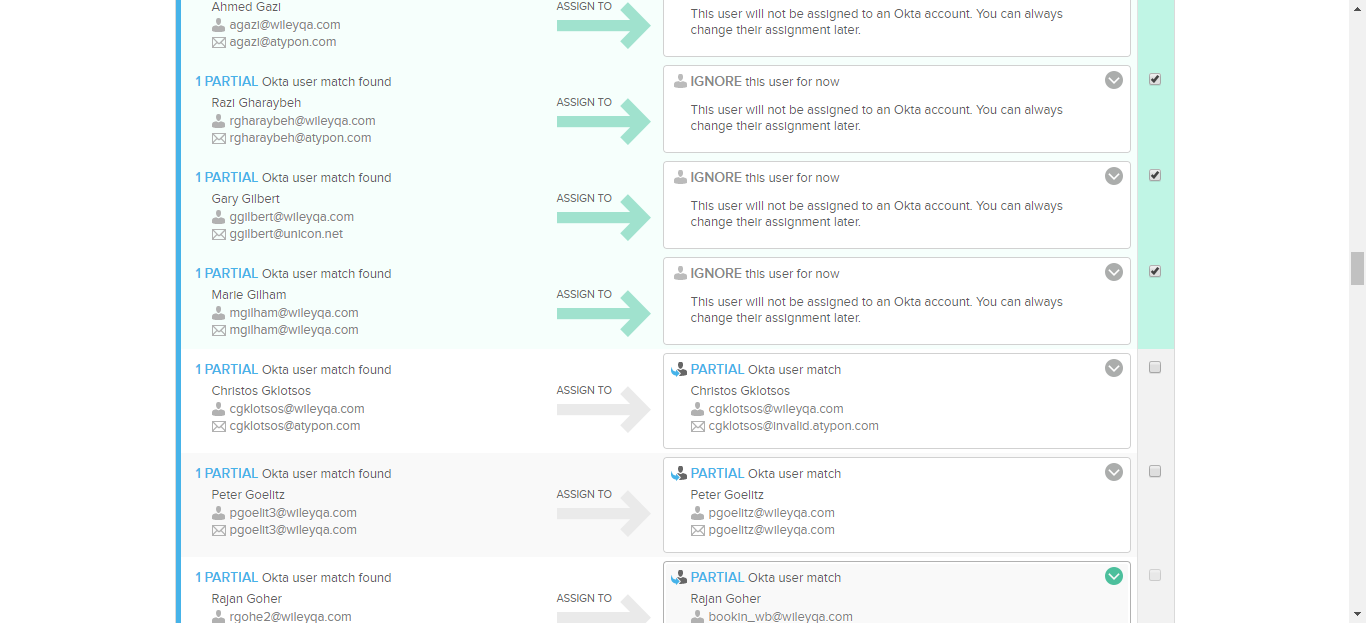 Ahmed Gazi
agazi@wileyqa.com
agazi@atypon.com
ASSIGN TO
This user will not be assigned to an Okta account. You can always
change their assignment later.
1 PARTIAL Okta user match found
Razi Gharaybeh
rgharaybeh@wileyqa.com
rgharaybeh@atypon.com
ASSIGN TO
IGNORE this user for now
This user will not be assigned to an Okta account. You can always
change their assignment later.
1 PARTIAL Okta user match found
Gary Gilbert
ggilbert@wileyqa.com
ggilbert@unicon.net
ASSIGN TO
IGNORE this user for now
This user will not be assigned to an Okta account. You can always
change their assignment later.
1 PARTIAL Okta user match found
Marie Gilham
mgilham@wileyqa.com
mgilham@wileyqa.com
ASSIGN TO
IGNORE this user for now
This user will not be assigned to an Okta account. You can always
change their assignment later.
1 PARTIAL Okta user match found
Christos Gklotsos
cgklotsos@wileyqa.com
cgklotsos@atypon.com
ASSIGN TO
PARTIAL Okta user match
Christos Gklotsos
cgklotsos@wileyqa.com
cgklotsos@invalid.atypon.com
1 PARTIAL Okta user match found
Peter Goelitz
pgoelit3@wileyqa.com
pgoelit3@wileyqa.com
ASSIGN TO
PARTIAL Okta user match
Peter Goelitz
pgoelitz@wileyqa.com
pgoelitz@wileyqa.com
1 PARTIAL Okta user match found
Rajan Goher
rgohe2@wileyqa.com
ASSIGN TO
PARTIAL Okta user match
Rajan Goher
bookin_wb@wileyqa.com